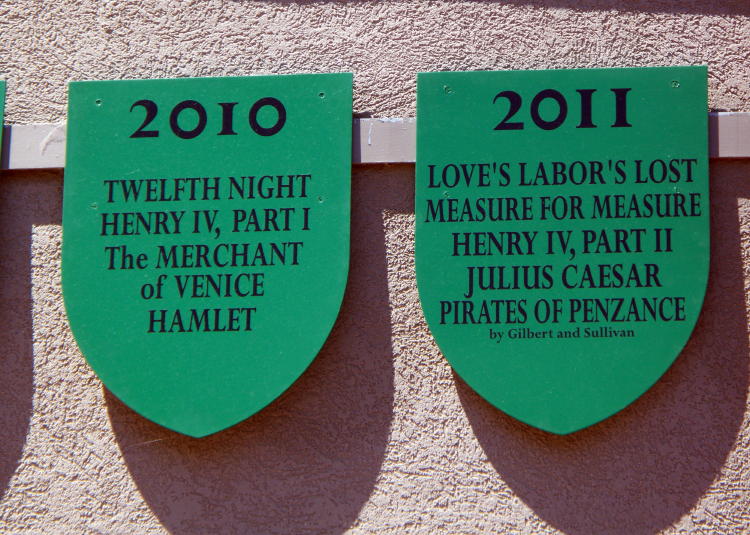 2010
TWELFTH NIGHT
HENRY IV, PART I
The MERCHANT
of VENICE
HAMLET
2011
LOVE'S LABOR'S LOST
MEASURE FOR MEASURE
HENRY IV, PART II
JULIUS CAESAR
PIRATES OF PENZANCE
by Gilbert and Sullivan